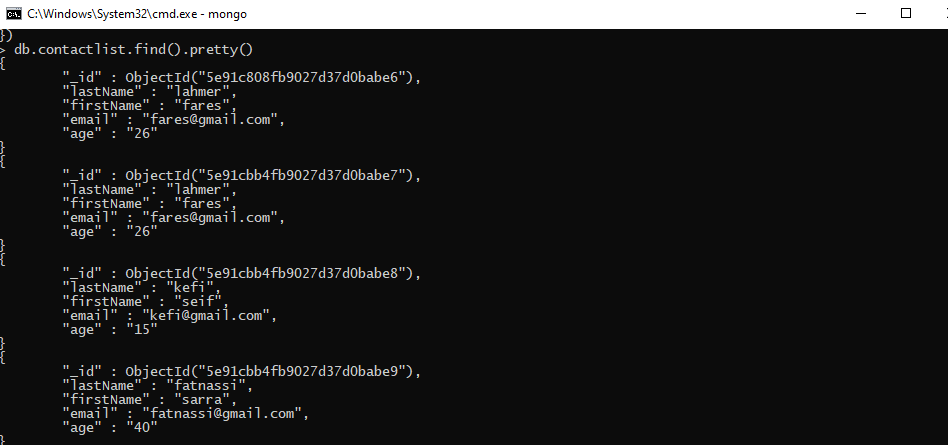 C:\Windows\System32\cmd.exe - mongo
})
> db.contactlist.find().pretty()
{
        "_id" : ObjectId("5e91c808fb9027d37d0babe6"),
        "lastName" : "lahmer",
        "firstName" : "fares",
        "email" : "fares@gmail.com",
        "age" : "26"
}
{
        "_id" : ObjectId("5e91cbb4fb9027d37d0babe7"),
        "lastName" : "lahmer",
        "firstName" : "fares",
        "email" : "fares@gmail.com",
        "age" : "26"
}
{
        "_id" : ObjectId("5e91cbb4fb9027d37d0babe8"),
        "lastName" : "kefi",
        "firstName" : "seif",
        "email" : "kefi@gmail.com",
        "age" : "15"
}
{
        "_id" : ObjectId("5e91cbb4fb9027d37d0babe9"),
        "lastName" : "fatnassi",
        "firstName" : "sarra",
        "email" : "fatnassi@gmail.com",
        "age" : "40"
}